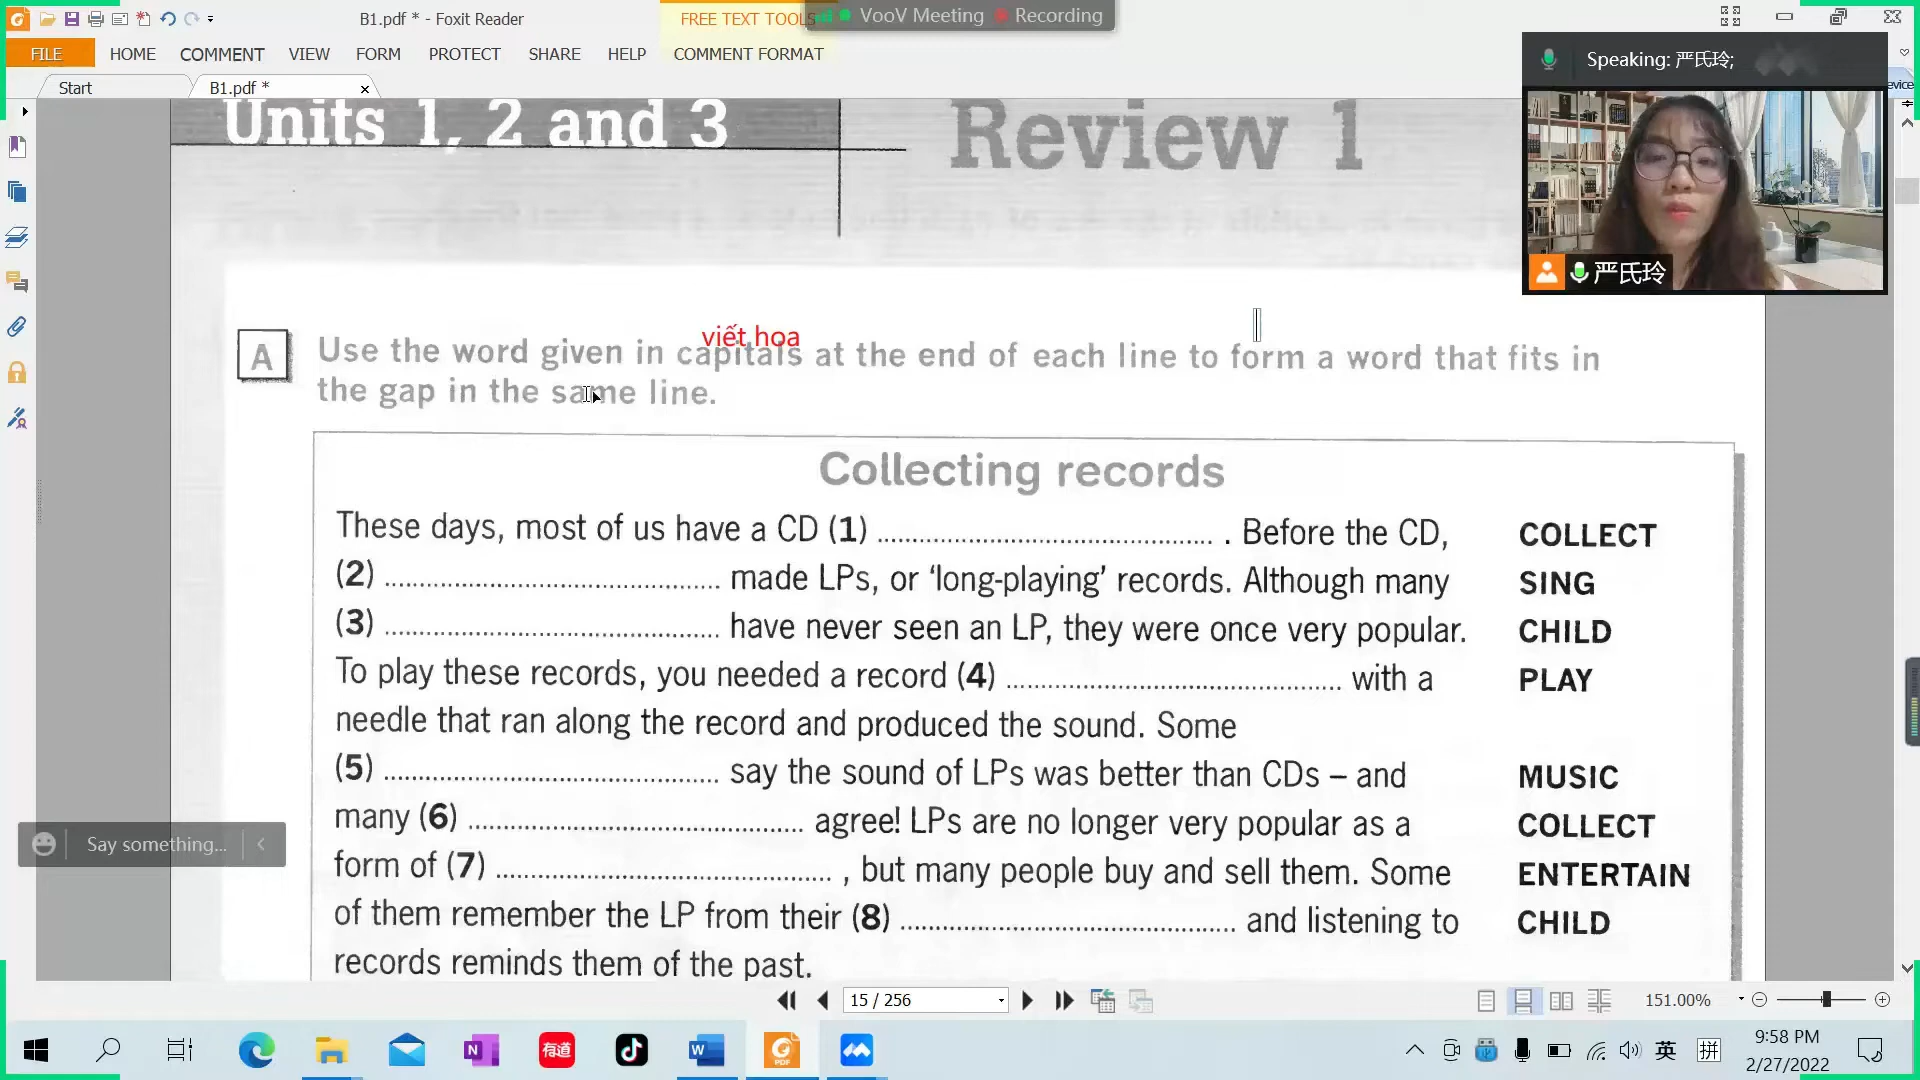 B1.pdf * - Foxit Reader
FREE TEXT TOOLS
VooV Meeting
Recording
FILE
HOME
COMMENT
VIEW
FORM
PROTECT
SHARE
HELP
COMMENT FORMAT
Speaking: 严氏玲;
Start
B1.pdf *
严氏玲
Units 1, 2 and 3
Review 1
viết hoa
A
Use the word given in capitals at the end of each line to form a word that fits in
the gap in the same line.
Collecting records
These days, most of us have a CD (1) ............................................ . Before the CD, COLLECT
(2) ............................................ made LPs, or ‘long-playing’ records. Although many SING
(3) ............................................ have never seen an LP, they were once very popular. CHILD
To play these records, you needed a record (4) ............................................ with a PLAY
needle that ran along the record and produced the sound. Some
(5) ............................................ say the sound of LPs was better than CDs – and MUSIC
many (6) ............................................ agree! LPs are no longer very popular as a COLLECT
form of (7) ............................................ , but many people buy and sell them. Some ENTERTAIN
of them remember the LP from their (8) ............................................ and listening to CHILD
records reminds them of the past.
Say something...
15 / 256
151.00%
有道
英
拼
9:58 PM
2/27/2022